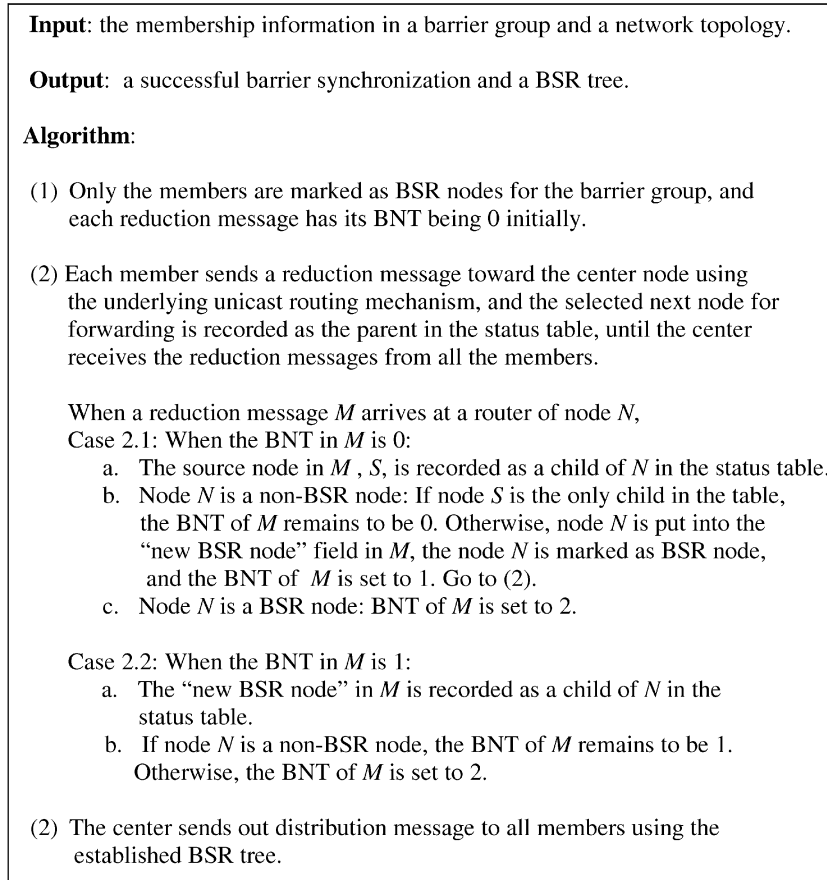 Input: the membership information in a barrier group and a network topology.
Output: a successful barrier synchronization and a BSR tree.
Algorithm:
(1) Only the members are marked as BSR nodes for the barrier group, and
each reduction message has its BNT being 0 initially.
(2) Each member sends a reduction message toward the center node using
the underlying unicast routing mechanism, and the selected next node for
forwarding is recorded as the parent in the status table, until the center
receives the reduction messages from all the members.
When a reduction message M arrives at a router of node N,
Case 2.1: When the BNT in M is 0:
a. The source node in M , S, is recorded as a child of N in the status table.
b. Node N is a non-BSR node: If node S is the only child in the table,
the BNT of M remains to be 0. Otherwise, node N is put into the
“new BSR node” field in M, the node N is marked as BSR node,
and the BNT of M is set to 1. Go to (2).
c. Node N is a BSR node: BNT of M is set to 2.
Case 2.2: When the BNT in M is 1:
a. The “new BSR node” in M is recorded as a child of N in the
status table.
b. If node N is a non-BSR node, the BNT of M remains to be 1.
Otherwise, the BNT of M is set to 2.
(2) The center sends out distribution message to all members using the
established BSR tree.